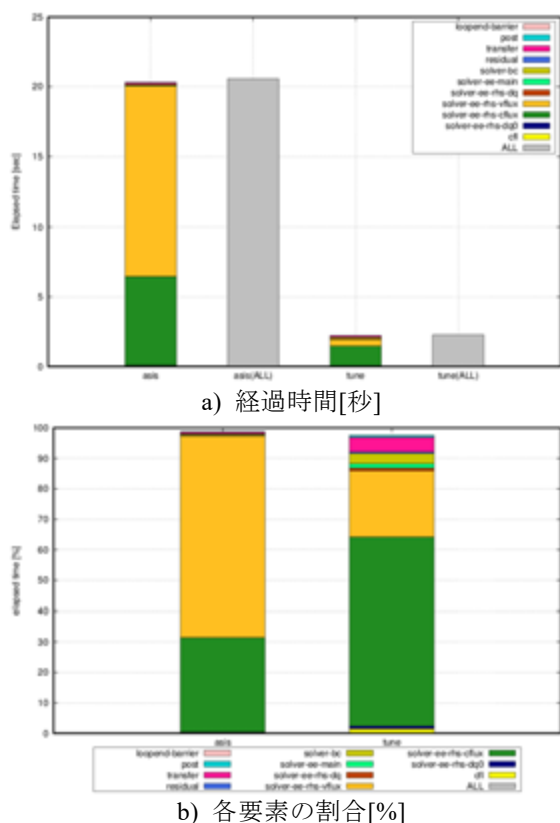 25
20
15
10
5
0
Elapsed time [sec]
loopend-barrier
post
transfer
residual
solver-bc
solver-ee-main
solver-ee-rhs-dq
solver-ee-rhs-vflux
solver-ee-rhs-cflux
solver-ee-rhs-dq0
cfl
ALL
asis
asis(ALL)
tune
tune(ALL)
a) 経過時間[秒]
100
90
80
70
60
50
40
30
20
10
0
elapsed time [%]
asis
tune
loopend-barrier
post
transfer
residual
solver-bc
solver-ee-main
solver-ee-rhs-dq
solver-ee-rhs-vflux
solver-ee-rhs-cflux
solver-ee-rhs-dq0
cfl
ALL
b) 各要素の割合[%]